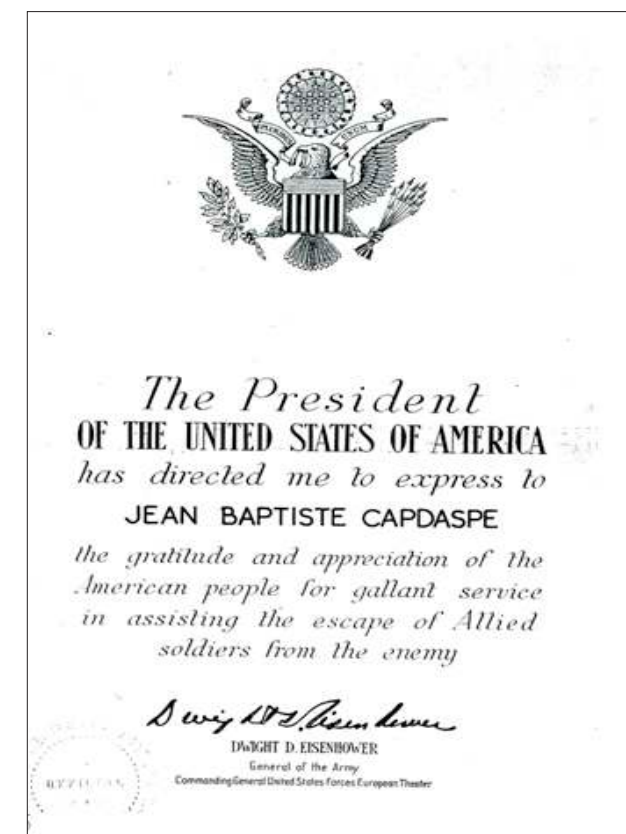 The President
OF THE UNITED STATES OF AMERICA
has directed me to express to
JEAN BAPTISTE CAPDASPE
the gratitude and appreciation of the
American people for gallant service
in assisting the escape of Allied
soldiers from the enemy
Dwight D. Eisenhower
DWIGHT D. EISENHOWER
General of the Army
Commanding General United States Forces European Theater